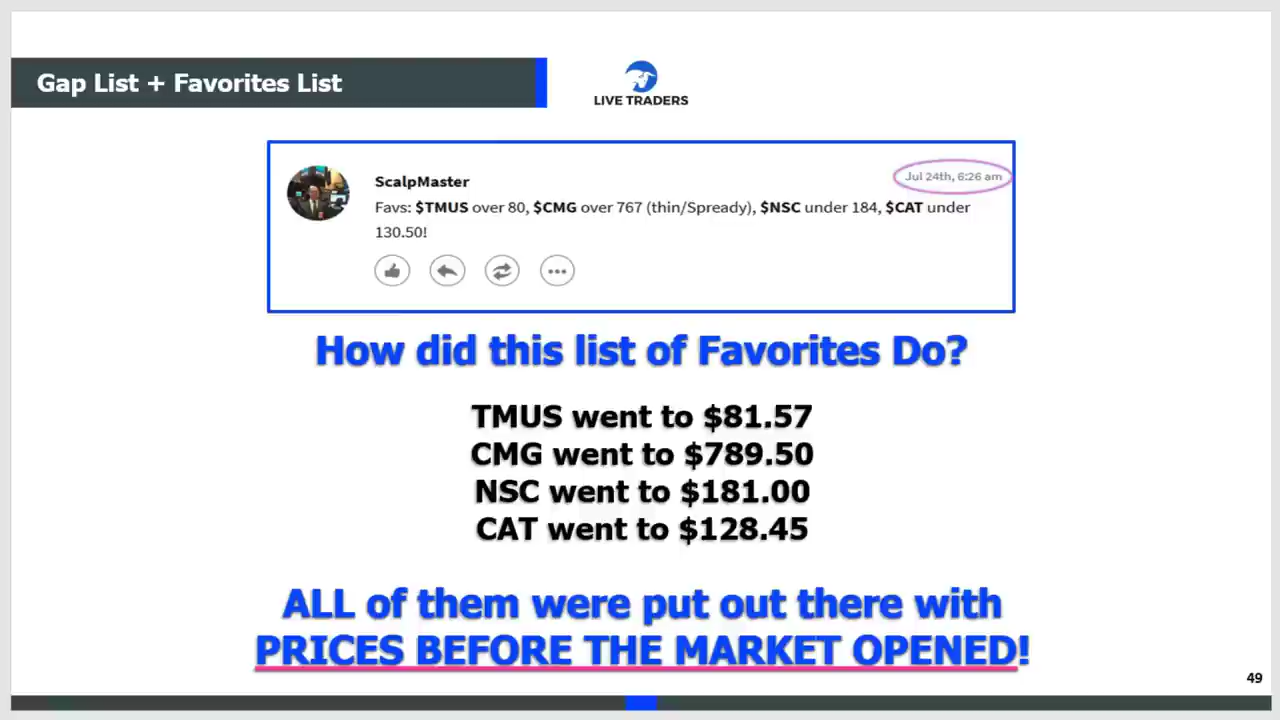 Gap List + Favorites List
LIVE TRADERS
ScalpMaster
Jul 24th, 6:26 am
Favs: $TMUS over 80, $CMG over 767 (thin/Spready), $NSC under 184, $CAT under
130.50!
How did this list of Favorites Do?
TMUS went to $81.57
CMG went to $789.50
NSC went to $181.00
CAT went to $128.45
ALL of them were put out there with
PRICES BEFORE THE MARKET OPENED!
49